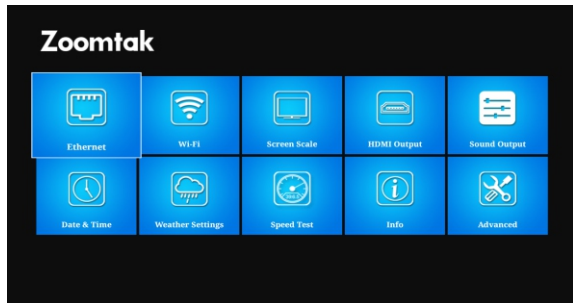 Zoomtak
Ethernet
Wi-Fi
Screen Scale
HDMI Output
Sound Output
Date & Time
Weather Settings
Speed Test
Info
Advanced